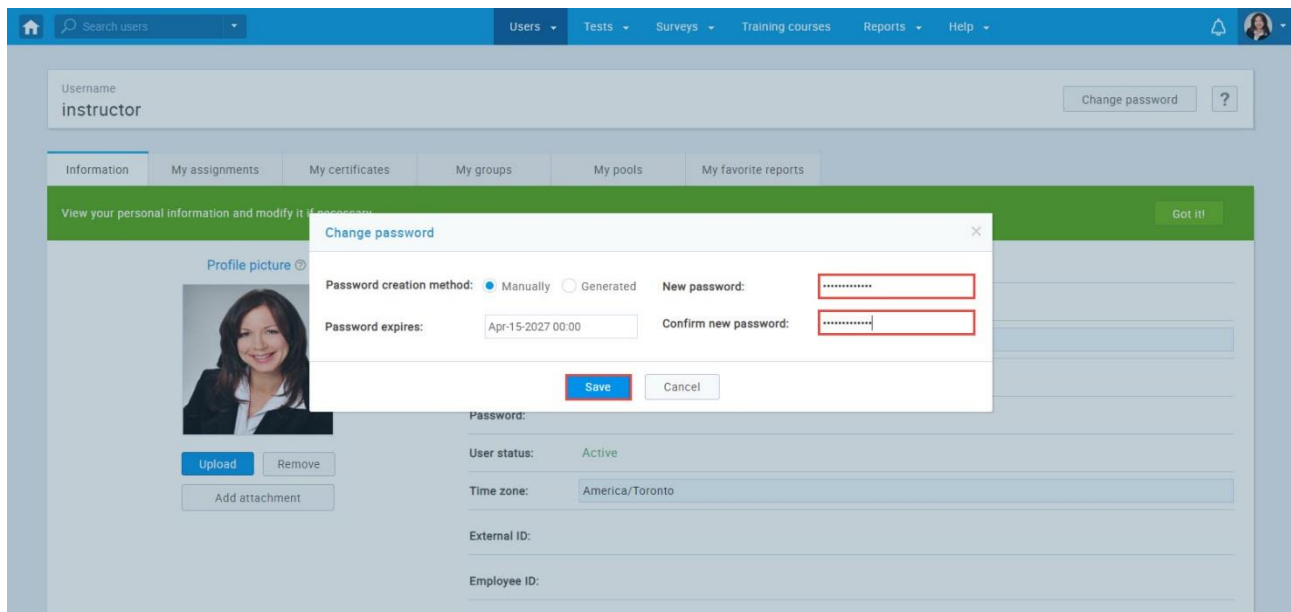 Search users
Users
Tests
Surveys
Training courses
Reports
Help
Username
instructor
Change password
?
Information
My assignments
My certificates
My groups
My pools
My favorite reports
View your personal information and modify it if necessary
Got it!
Profile picture
Change password
Password creation method: Manually Generated
New password: •••••••••••••
Password expires: Apr-15-2027 00:00
Confirm new password: •••••••••••••
Save
Cancel
Password:
User status: Active
Upload
Remove
Time zone: America/Toronto
Add attachment
External ID:
Employee ID: